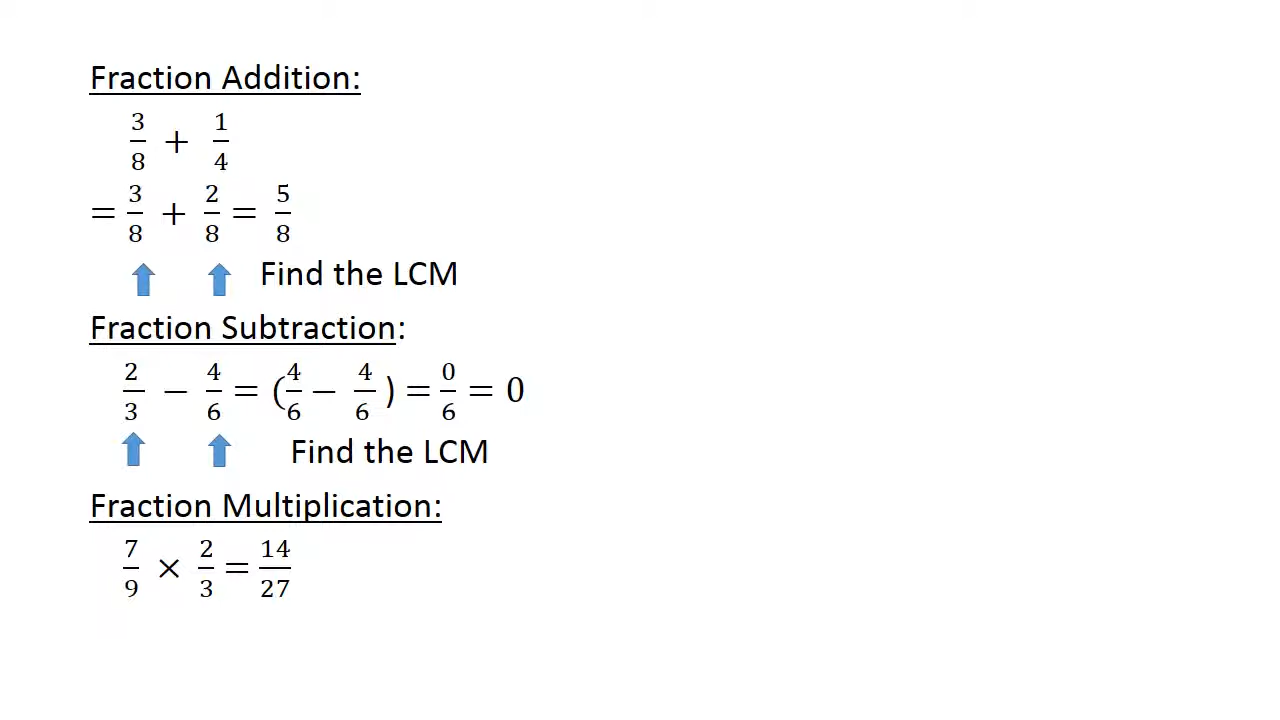 Fraction Addition:
3/8 + 1/4
= 3/8 + 2/8 = 5/8
Find the LCM
Fraction Subtraction:
2/3 − 4/6 = (4/6 − 4/6) = 0/6 = 0
Find the LCM
Fraction Multiplication:
7/9 × 2/3 = 14/27